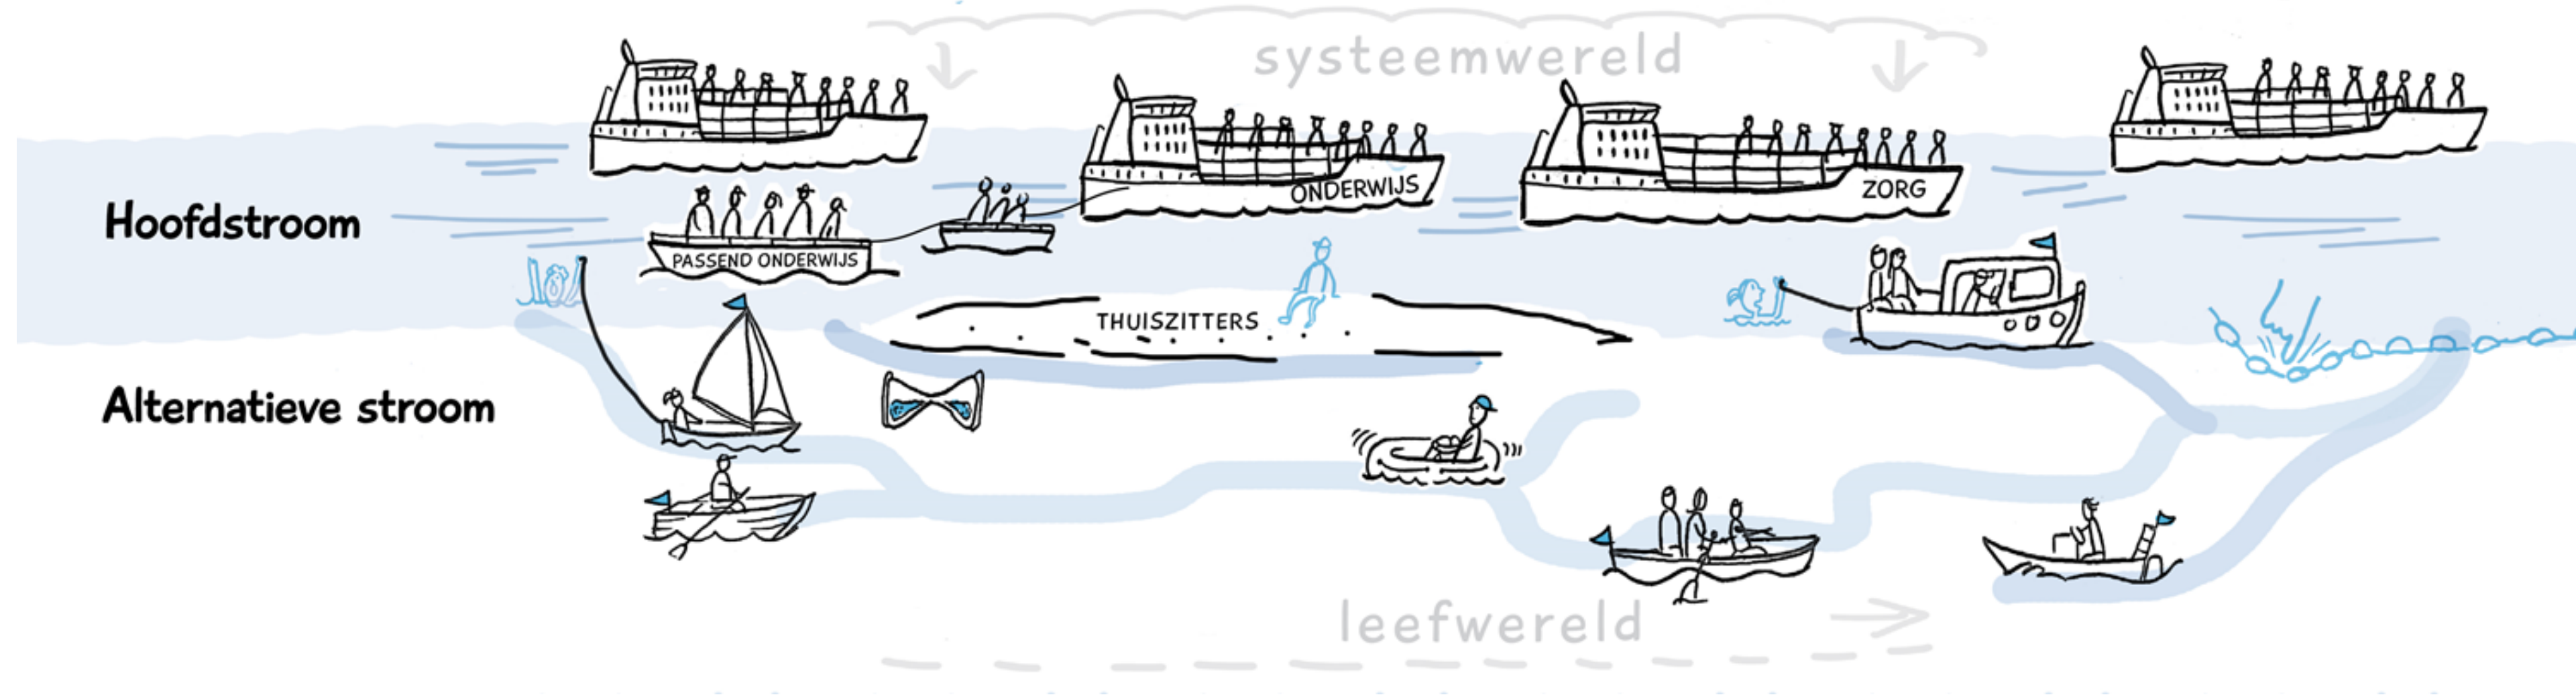 systeemwereld
ONDERWIJS
ZORG
Hoofdstroom
PASSEND ONDERWIJS
THUISZITTERS
Alternatieve stroom
leefwereld